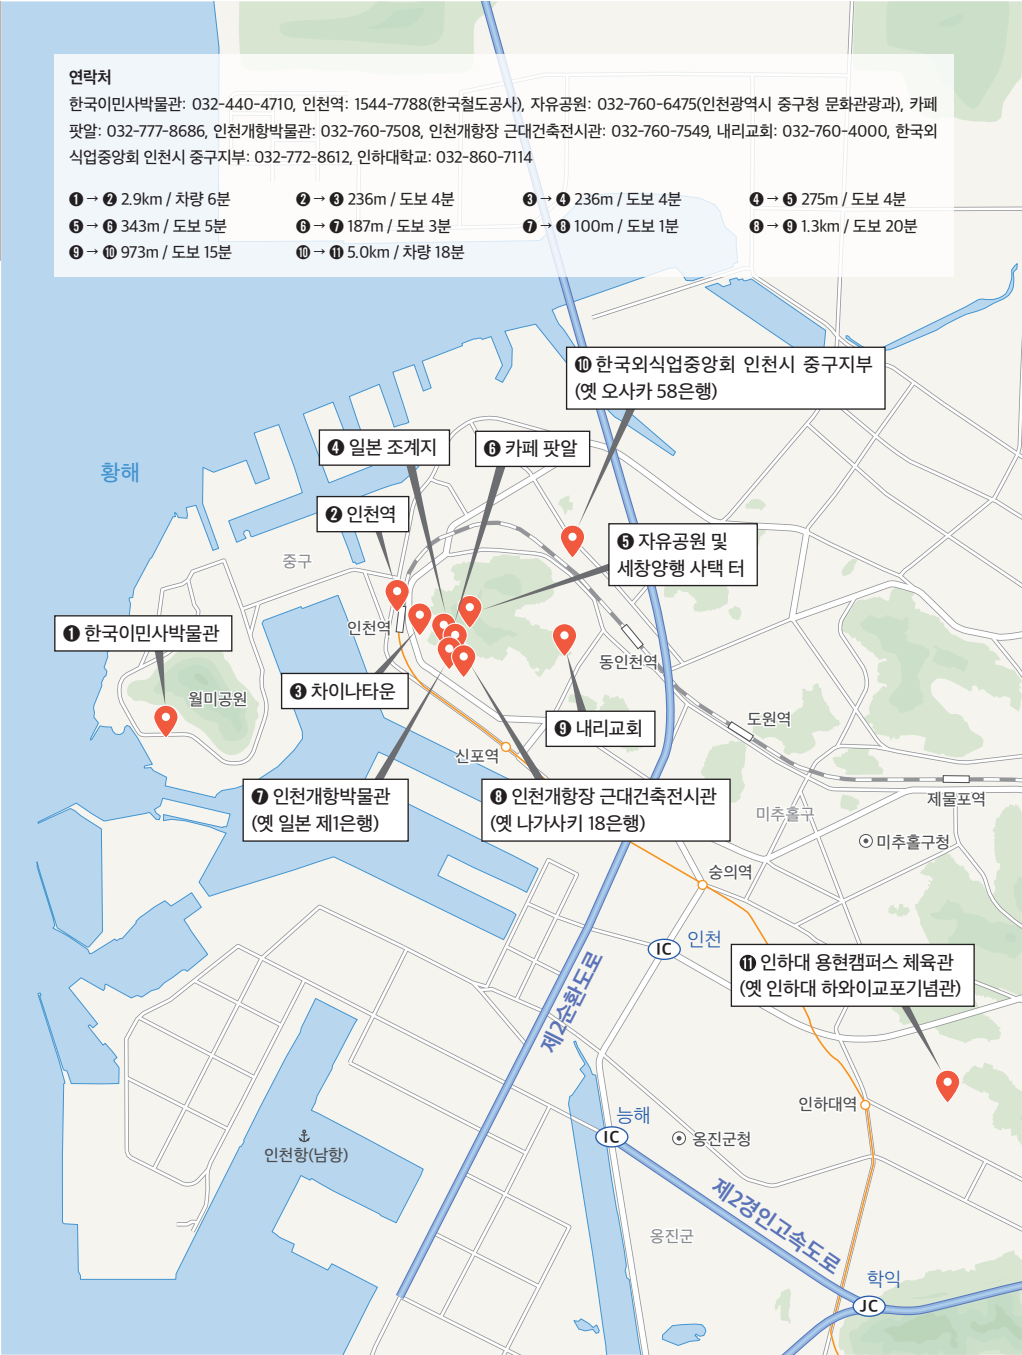 연락처
한국이민사박물관: 032-440-4710, 인천역: 1544-7788(한국철도공사), 자유공원: 032-760-6475(인천광역시 중구청 문화관광과), 카페
팟알: 032-777-8686, 인천개항박물관: 032-760-7508, 인천개항장 근대건축전시관: 032-760-7549, 내리교회: 032-760-4000, 한국외
식업중앙회 인천시 중구지부: 032-772-8612, 인하대학교: 032-860-7114
❶ → ❷ 2.9km / 차량 6분 ❷ → ❸ 236m / 도보 4분 ❸ → ❹ 236m / 도보 4분 ❹ → ❺ 275m / 도보 4분
❺ → ❻ 343m / 도보 5분 ❻ → ❼ 187m / 도보 3분 ❼ → ❽ 100m / 도보 1분 ❽ → ❾ 1.3km / 도보 20분
❾ → ❿ 973m / 도보 15분 ❿ → ⓫ 5.0km / 차량 18분
❿ 한국외식업중앙회 인천시 중구지부
(옛 오사카 58은행)
❹ 일본 조계지
❻ 카페 팟알
황해
❷ 인천역
❺ 자유공원 및
세창양행 사택 터
중구
❶ 한국이민사박물관
인천역
동인천역
❸ 차이나타운
월미공원
❾ 내리교회
도원역
신포역
❼ 인천개항박물관
(옛 일본 제1은행)
❽ 인천개항장 근대건축전시관
(옛 나가사키 18은행)
제물포역
미추홀구
미추홀구청
숭의역
IC
인천
⓫ 인하대 용현캠퍼스 체육관
(옛 인하대 하와이교포기념관)
제2순환도로
인하대역
능해
IC
옹진군청
인천항(남항)
제2경인고속도로
옹진군
학익
JC